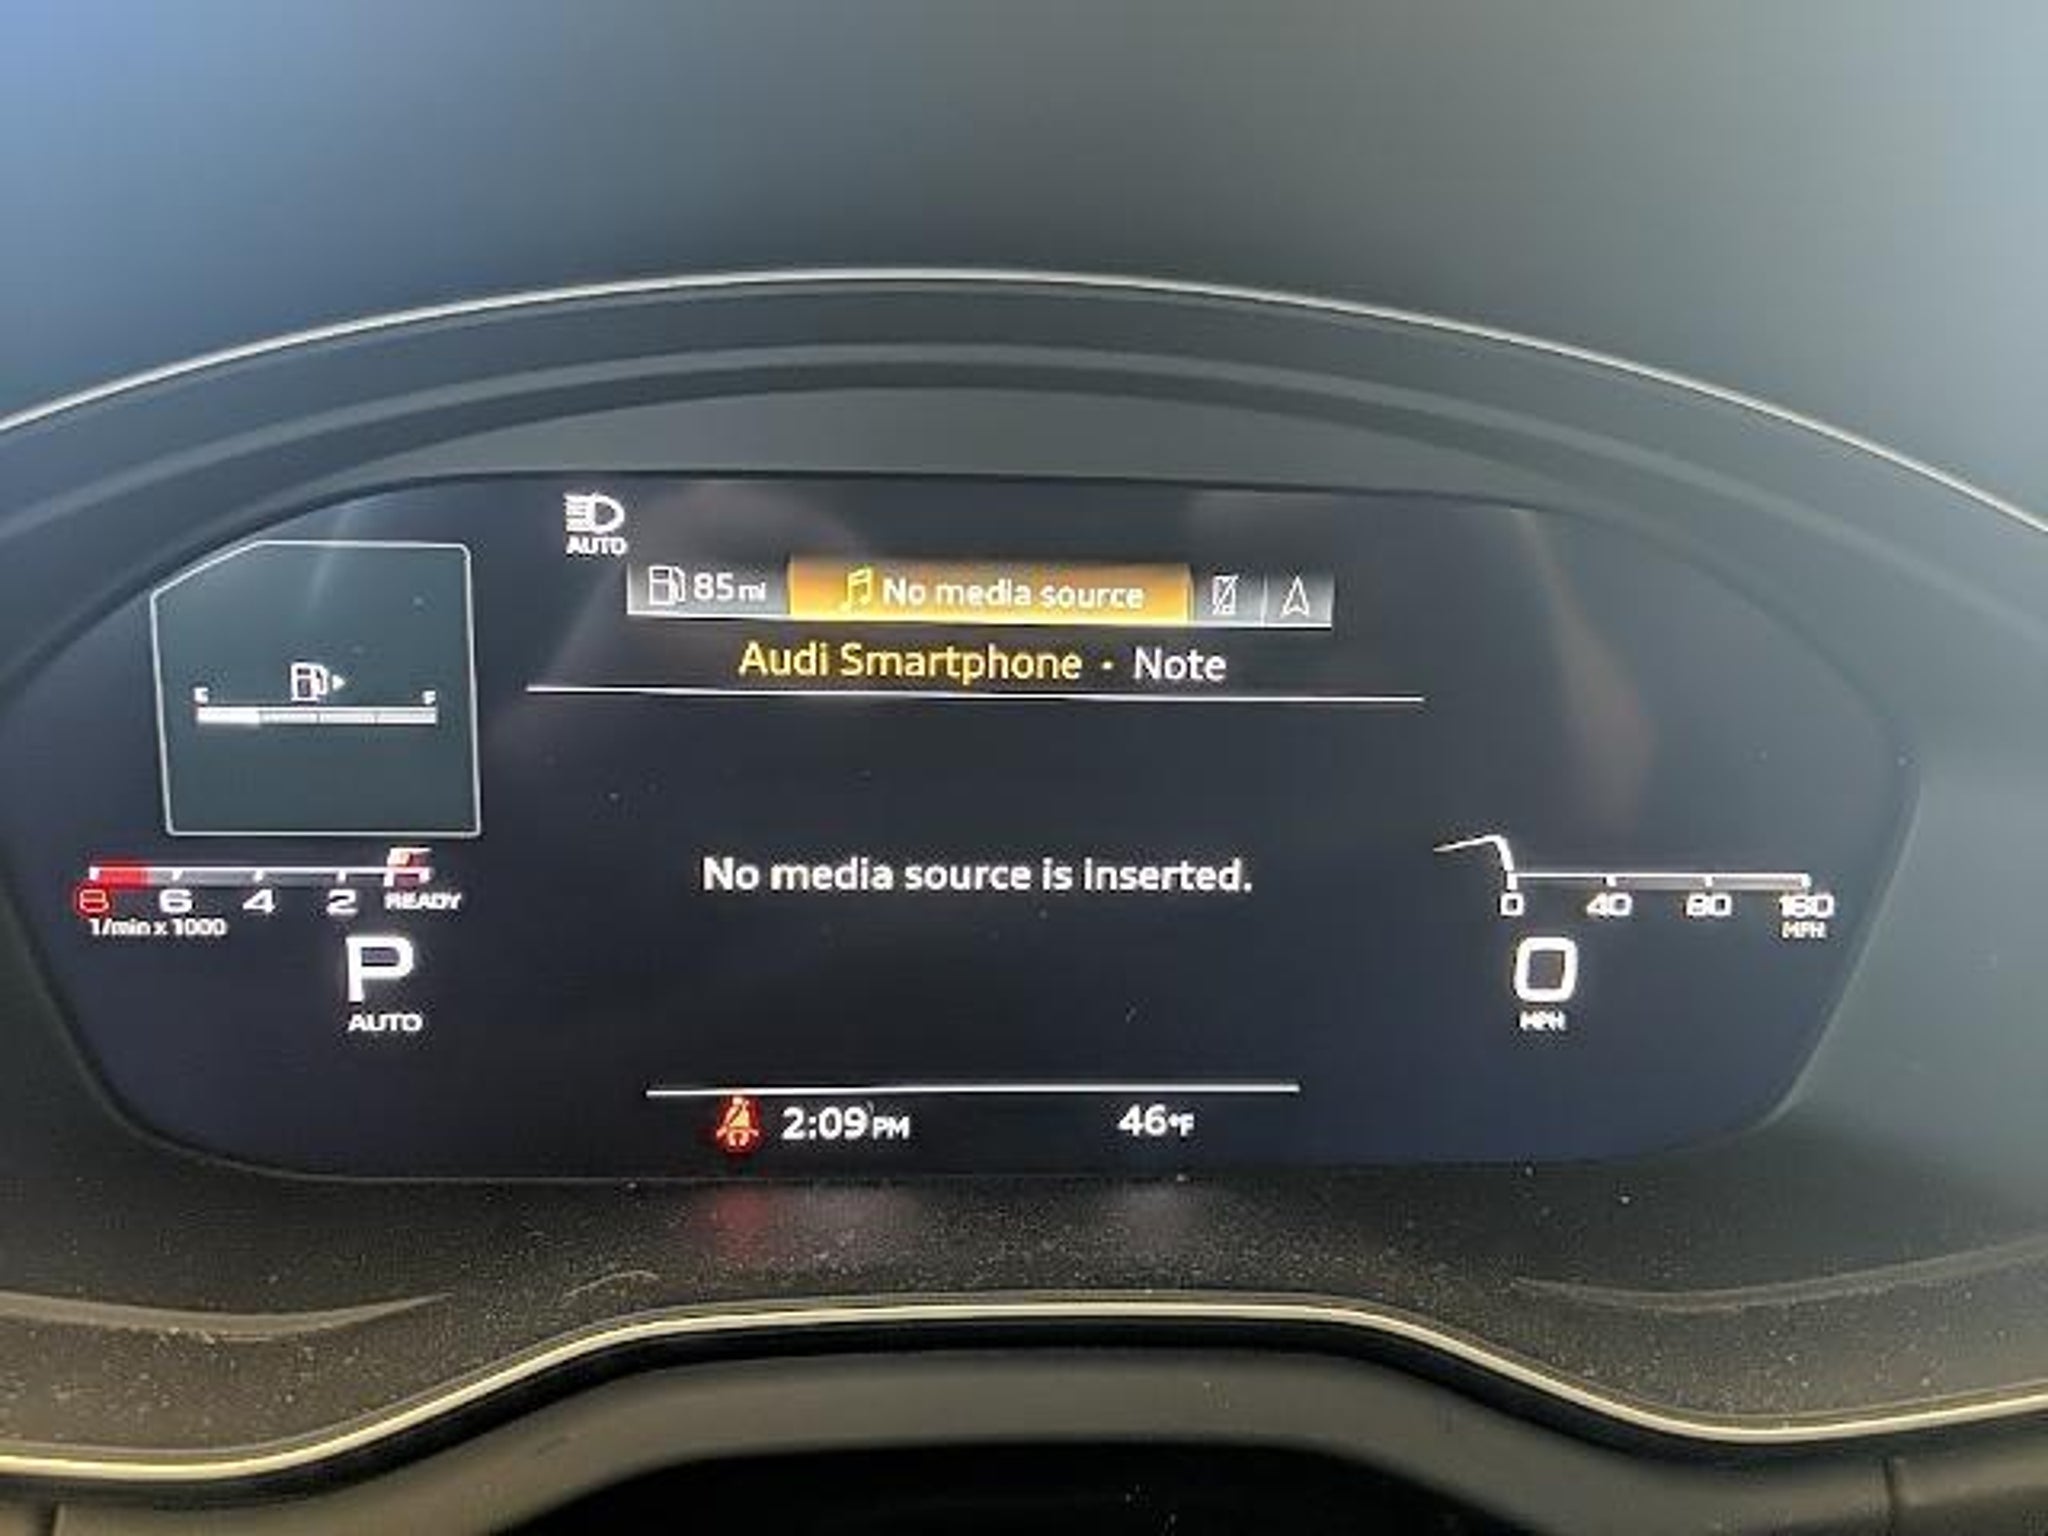 AUTO
85 mi No media source
Audi Smartphone · Note
E F
No media source is inserted.
8 6 4 2 READY
1/min x 1000
0 40 80 160
MPH
P
AUTO
0
MPH
2:09 PM 46°F